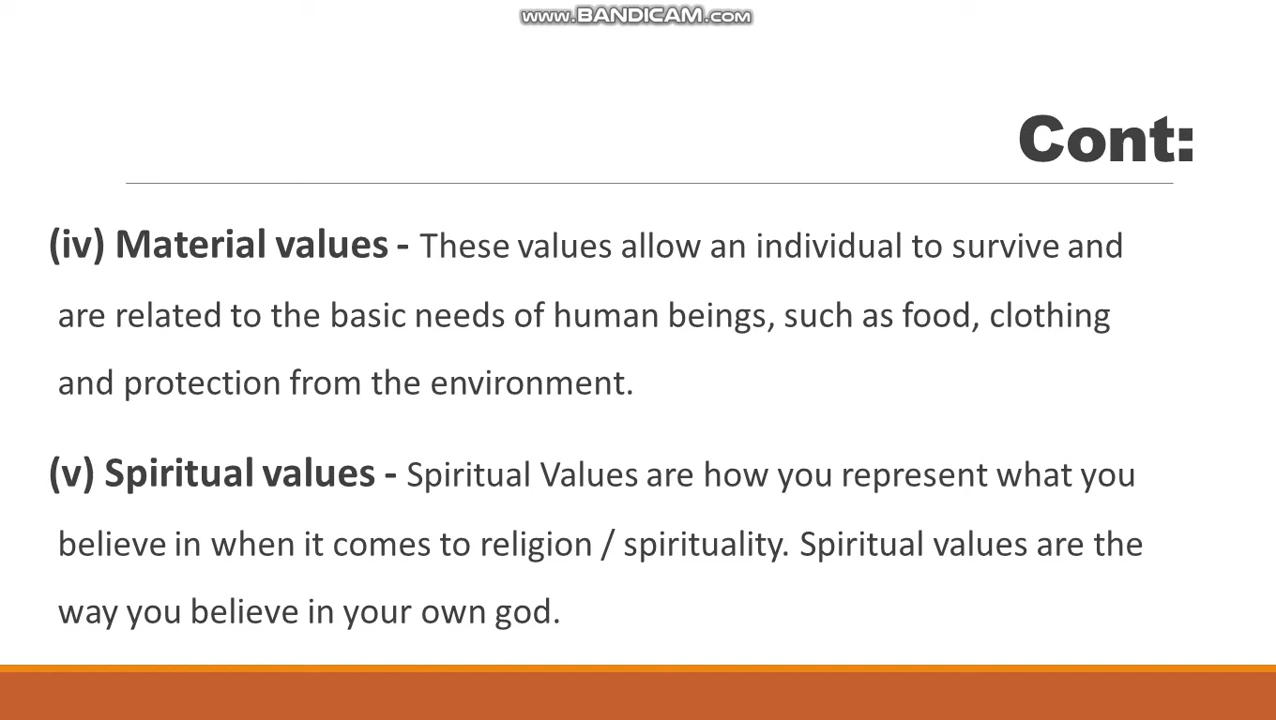 www.BANDICAM.com
Cont:
(iv) Material values - These values allow an individual to survive and
are related to the basic needs of human beings, such as food, clothing
and protection from the environment.
(v) Spiritual values - Spiritual Values are how you represent what you
believe in when it comes to religion / spirituality. Spiritual values are the
way you believe in your own god.